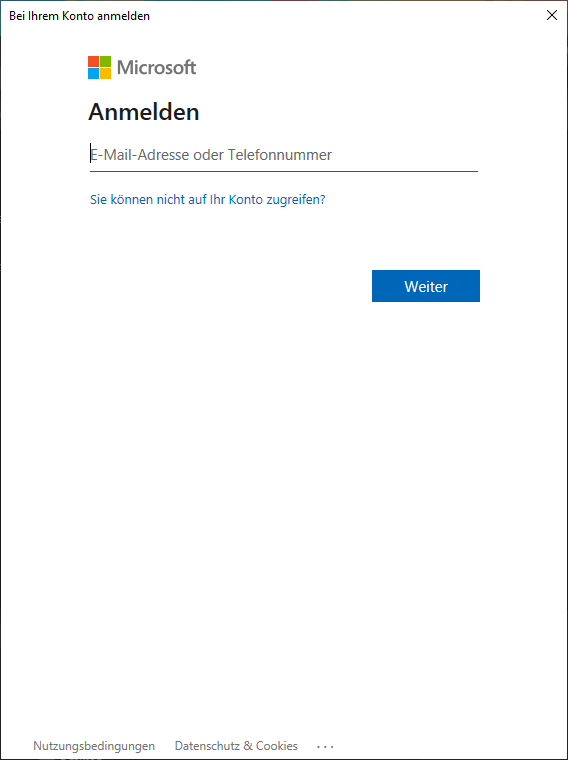 Bei Ihrem Konto anmelden
Microsoft
Anmelden
E-Mail-Adresse oder Telefonnummer
Sie können nicht auf Ihr Konto zugreifen?
Weiter
Nutzungsbedingungen Datenschutz & Cookies ...